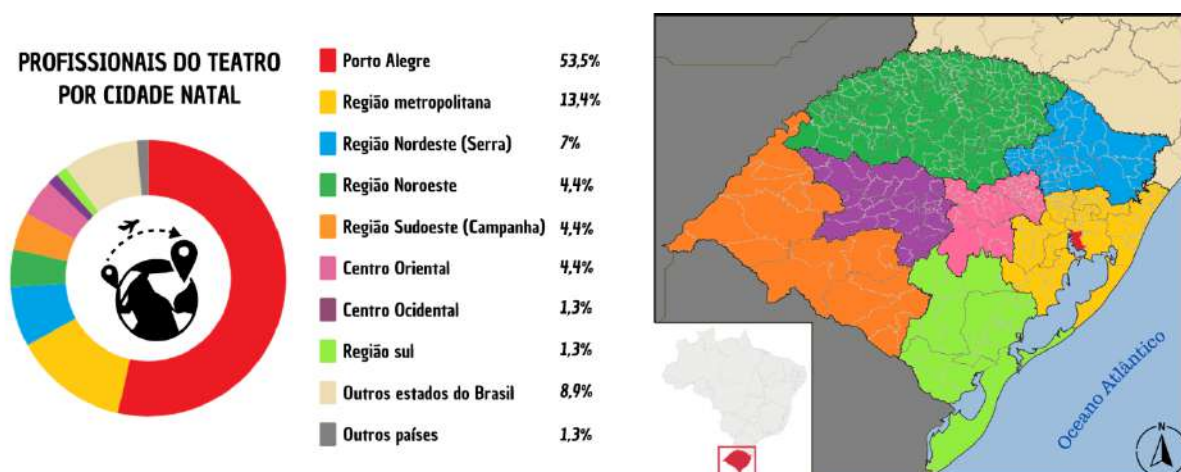 PROFISSIONAIS DO TEATRO
POR CIDADE NATAL
Porto Alegre 53,5%
Região metropolitana 13,4%
Região Nordeste (Serra) 7%
Região Noroeste 4,4%
Região Sudoeste (Campanha) 4,4%
Centro Oriental 4,4%
Centro Ocidental 1,3%
Região sul 1,3%
Outros estados do Brasil 8,9%
Outros países 1,3%
Oceano Atlântico
N